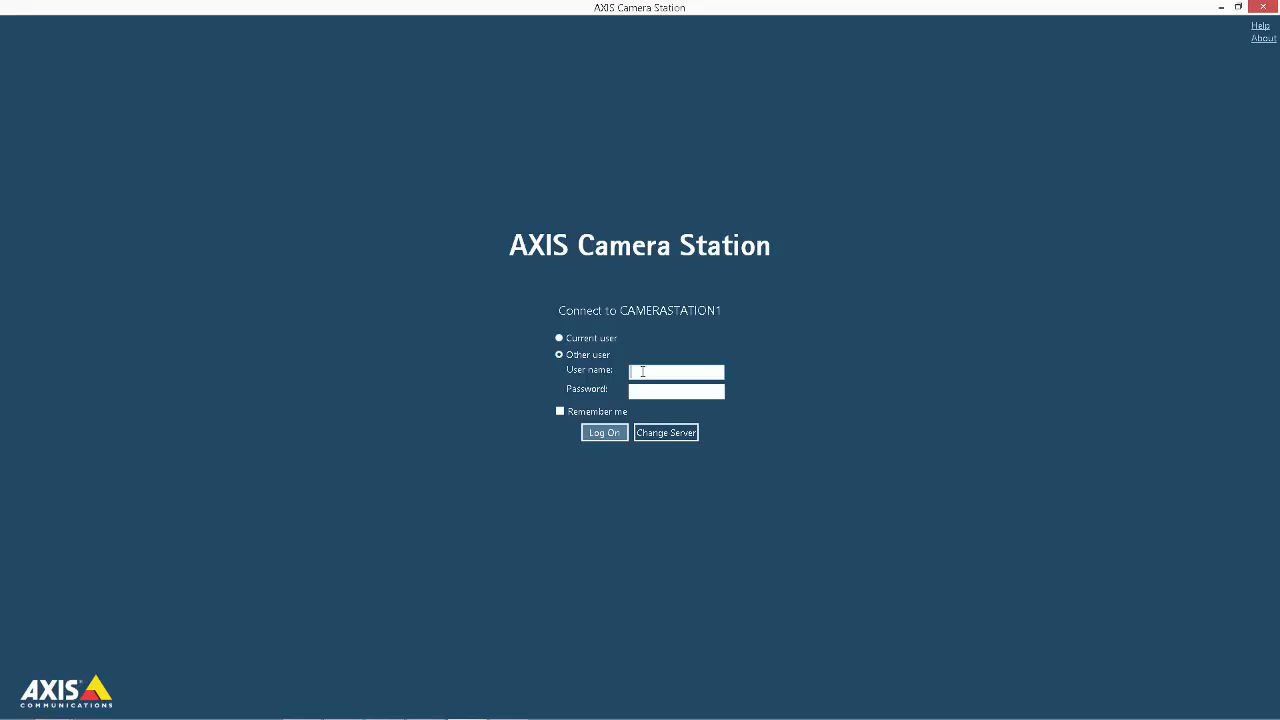 AXIS Camera Station
Help
About
AXIS Camera Station
Connect to CAMERASTATION1
Current user
Other user
User name:
Password:
Remember me
Log On Change Server
AXIS
COMMUNICATIONS